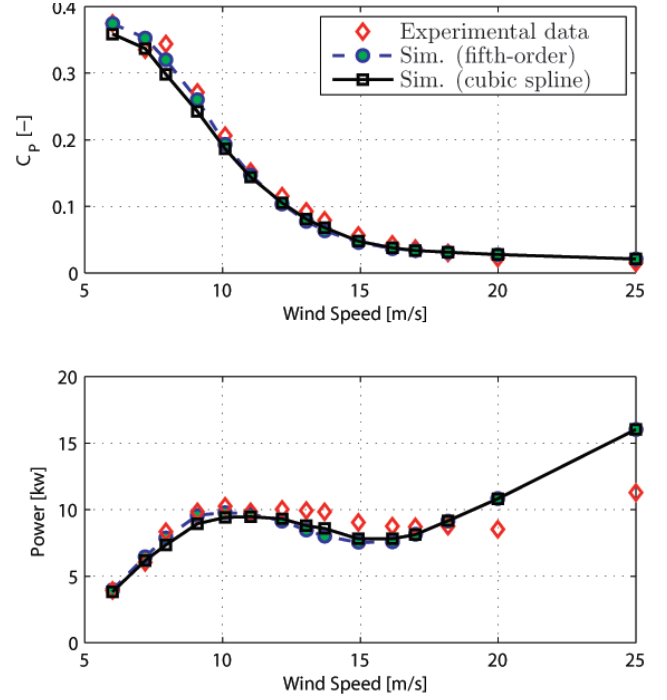 0.4
0.3
0.2
0.1
0
C_P [-]
Experimental data
Sim. (fifth-order)
Sim. (cubic spline)
5 10 15 20 25
Wind Speed [m/s]
20
15
10
5
0
Power [kw]
5 10 15 20 25
Wind Speed [m/s]